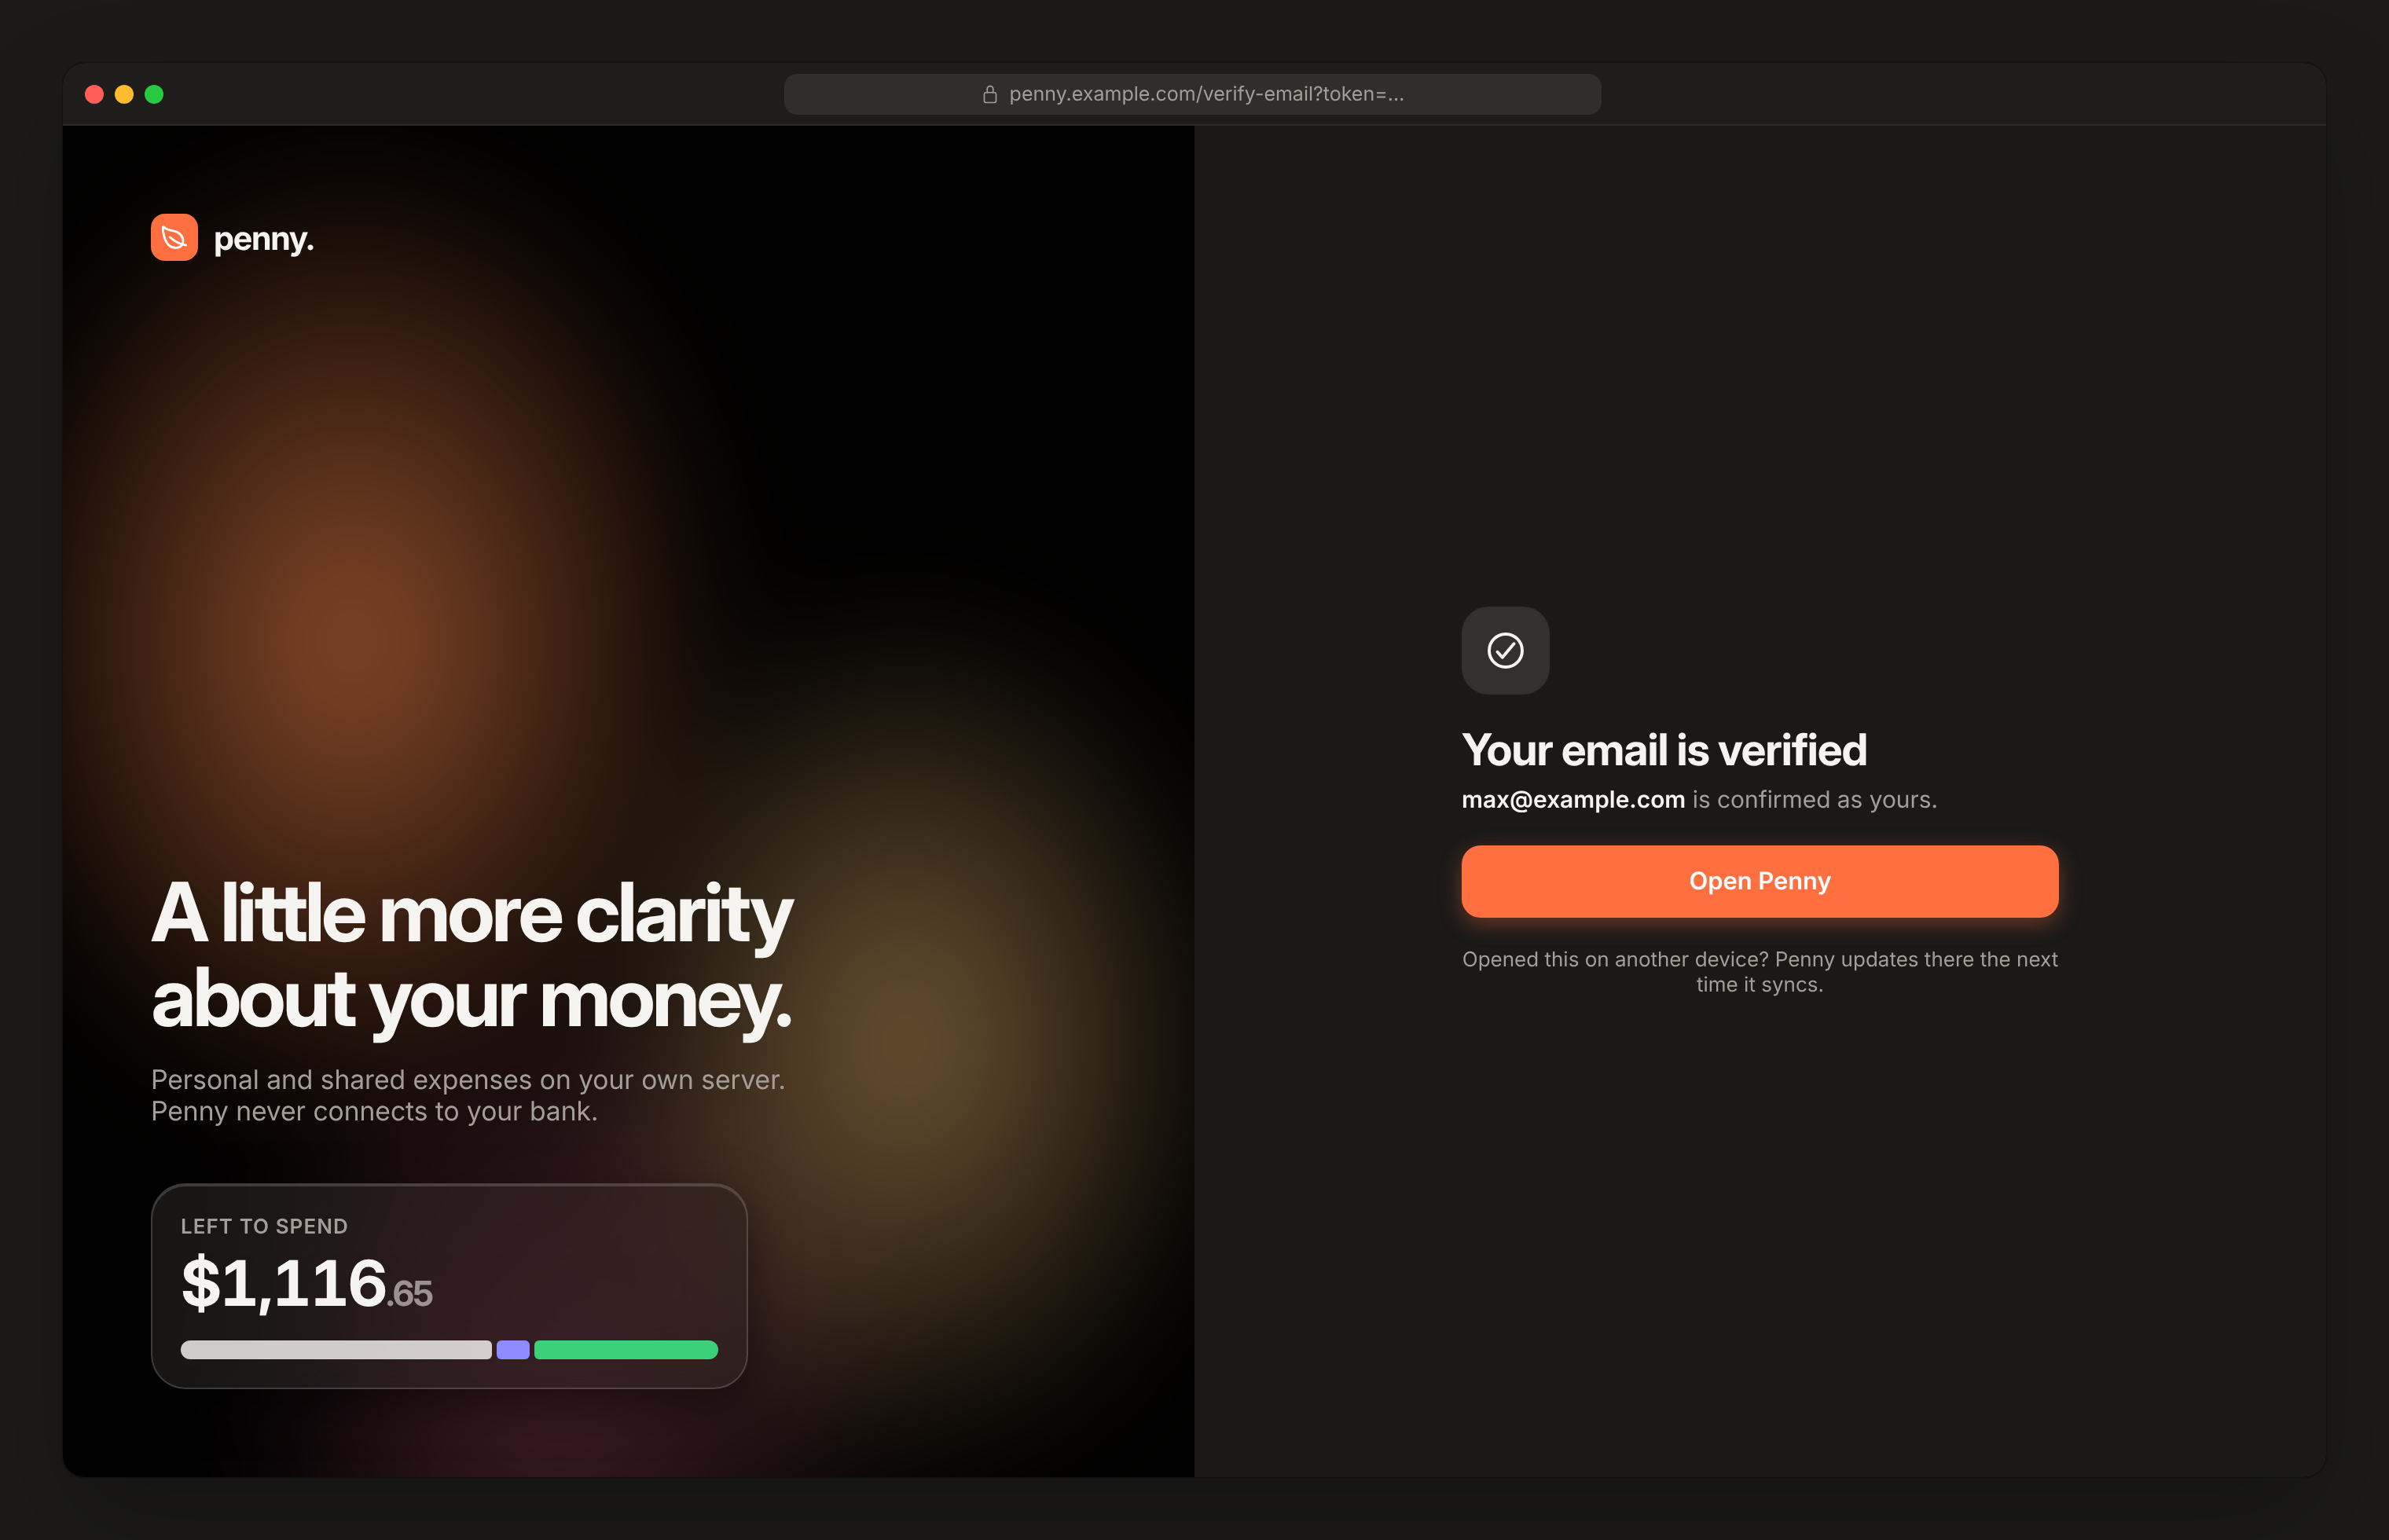 penny.example.com/verify-email?token=...
penny.
A little more clarity
about your money.
Personal and shared expenses on your own server.
Penny never connects to your bank.
LEFT TO SPEND
$1,116.65
Your email is verified
max@example.com is confirmed as yours.
Open Penny
Opened this on another device? Penny updates there the next
time it syncs.